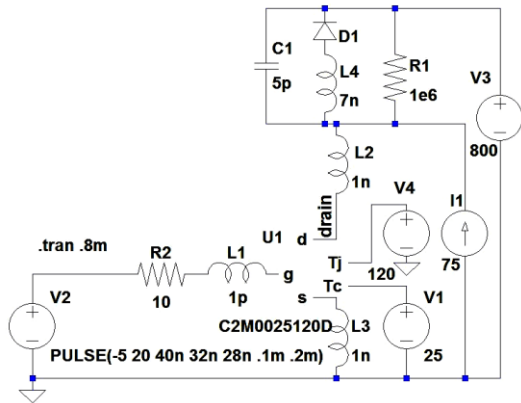 D1
C1
5p
L4
7n
R1
1e6
V3
800
L2
1n
drain
V4
I1
U1
d
.tran .8m
R2
L1
g
Tj
120
75
10
1p
Tc
s
V2
C2M0025120D
L3
V1
PULSE(-5 20 40n 32n 28n .1m .2m)
1n
25